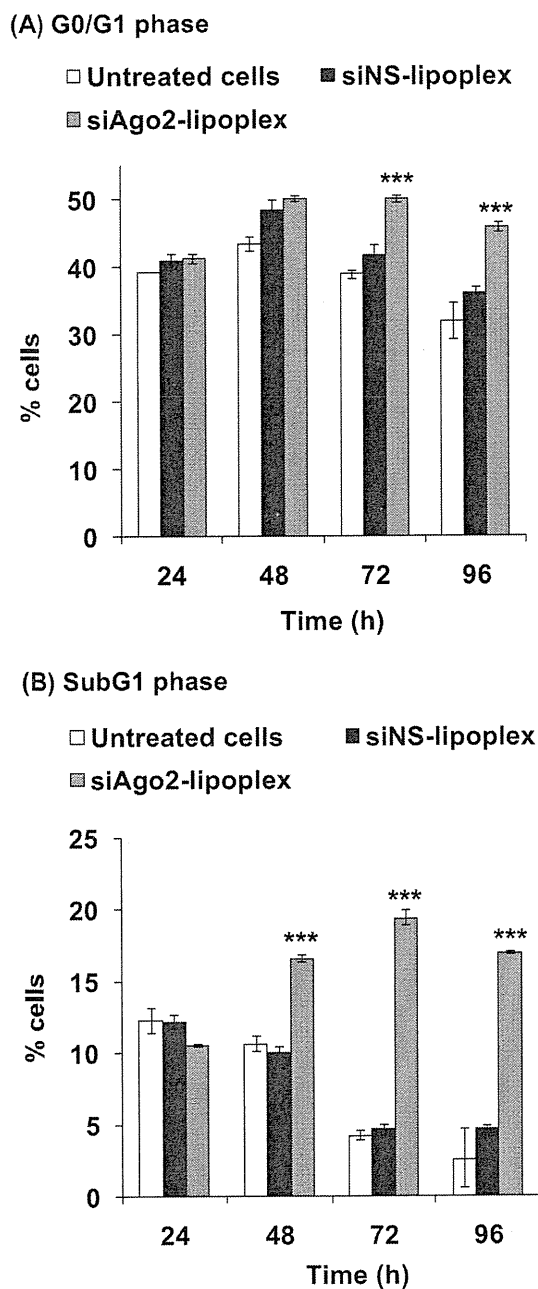 (A) G0/G1 phase
Untreated cells siNS-lipoplex
siAgo2-lipoplex
50
40
30
20
10
0
% cells
*** ***
24 48 72 96
Time (h)
(B) SubG1 phase
Untreated cells siNS-lipoplex
siAgo2-lipoplex
25
20
15
10
5
0
% cells
*** *** ***
24 48 72 96
Time (h)